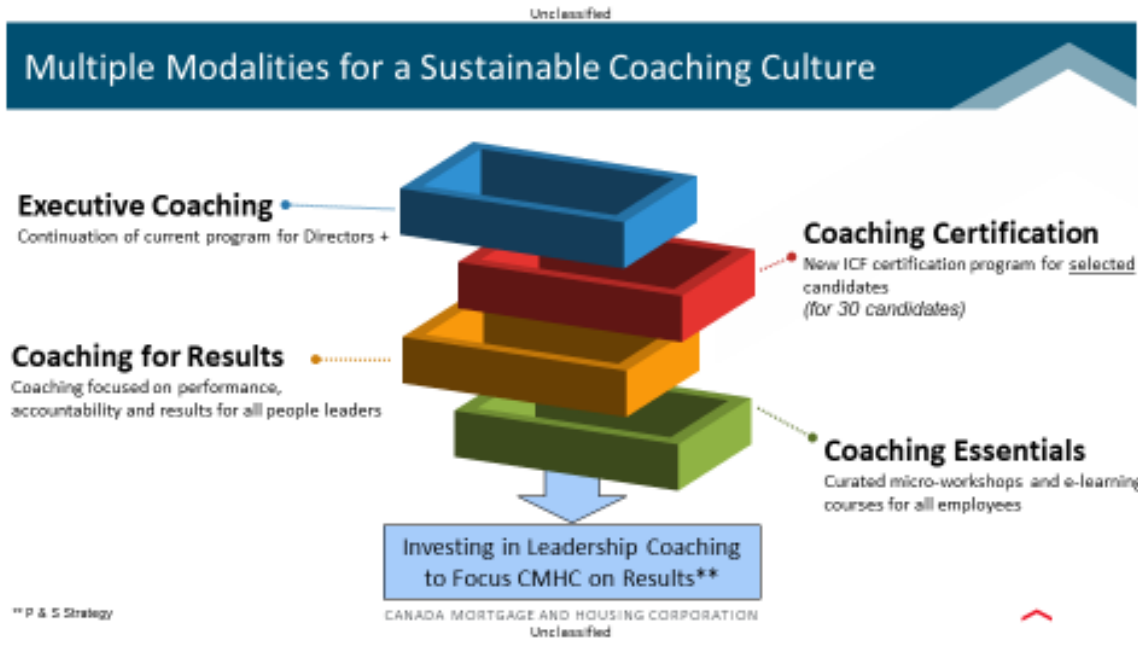 Unclassified
Multiple Modalities for a Sustainable Coaching Culture
Executive Coaching
Continuation of current program for Directors +
Coaching Certification
New ICF certification program for selected
candidates
(for 30 candidates)
Coaching for Results
Coaching focused on performance,
accountability and results for all people leaders
Coaching Essentials
Curated micro-workshops and e-learning
courses for all employees
Investing in Leadership Coaching
to Focus CMHC on Results**
**P & S Strategy
CANADA MORTGAGE AND HOUSING CORPORATION
Unclassified